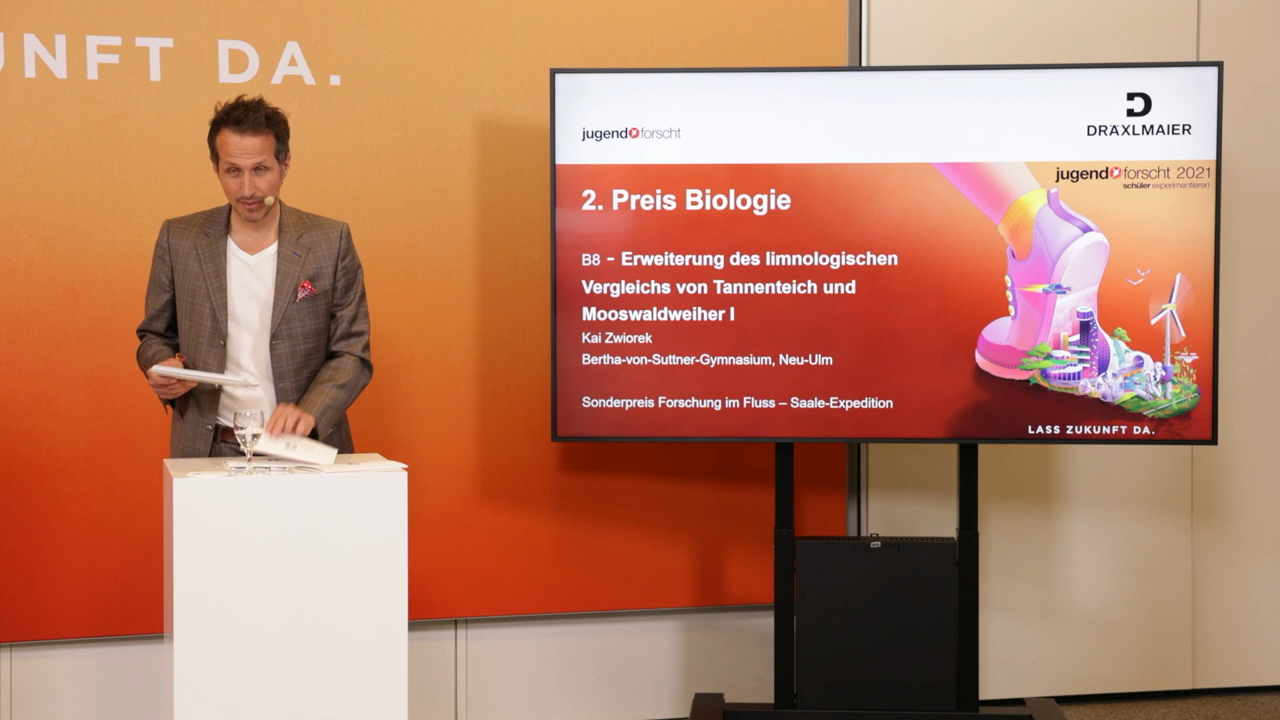 UNFT DA.
jugend forscht
DRÄXLMAIER
jugend forscht 2021
schüler experimentieren
2. Preis Biologie
B8 - Erweiterung des limnologischen
Vergleichs von Tannenteich und
Mooswaldweiher I
Kai Zwiorek
Bertha-von-Suttner-Gymnasium, Neu-Ulm
Sonderpreis Forschung im Fluss – Saale-Expedition
LASS ZUKUNFT DA.